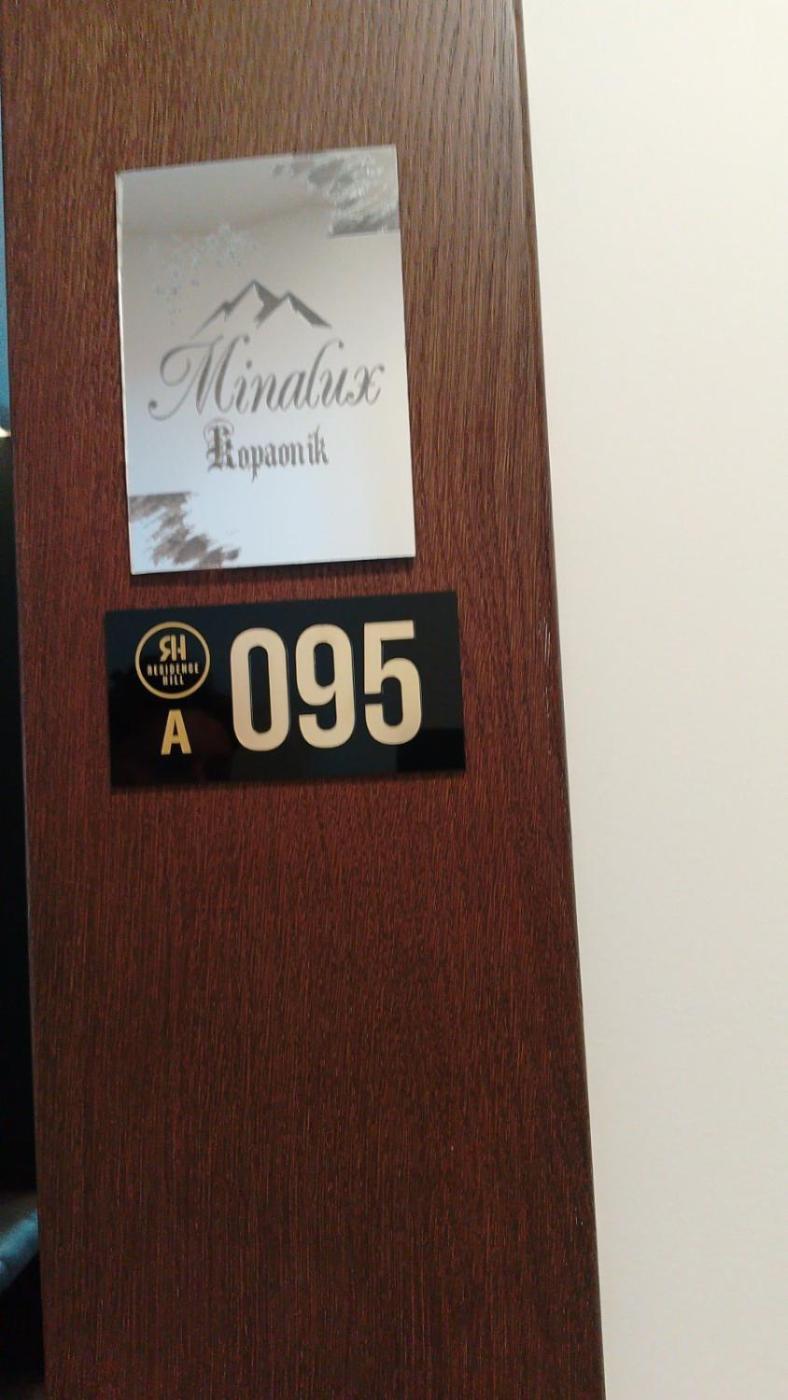 Minalux
Kopaonik
RH
RESIDENCE
HILL
A
095